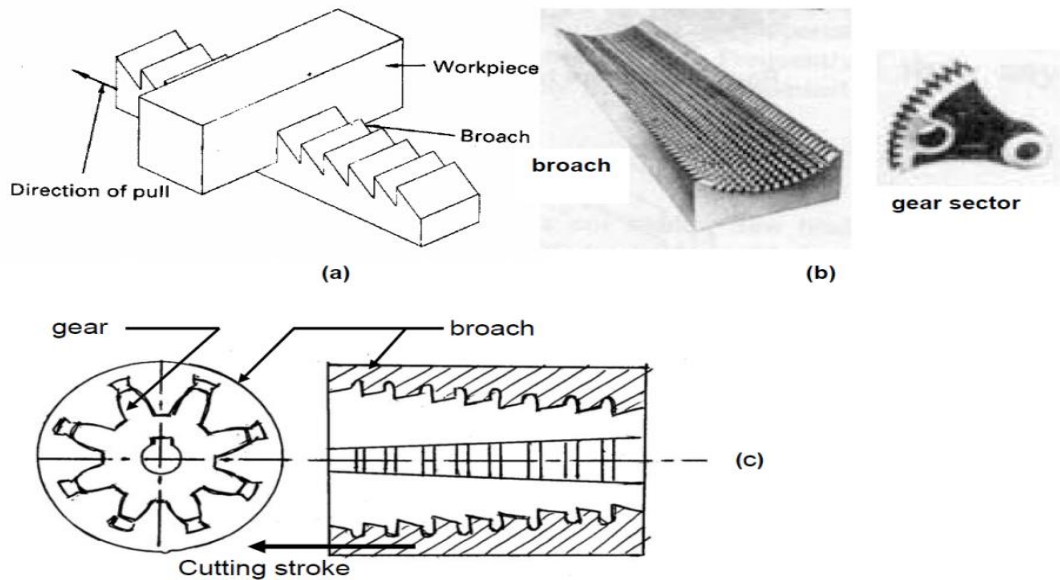 Workpiece
Broach
Direction of pull
(a)
broach
(b)
gear sector
gear
broach
(c)
Cutting stroke